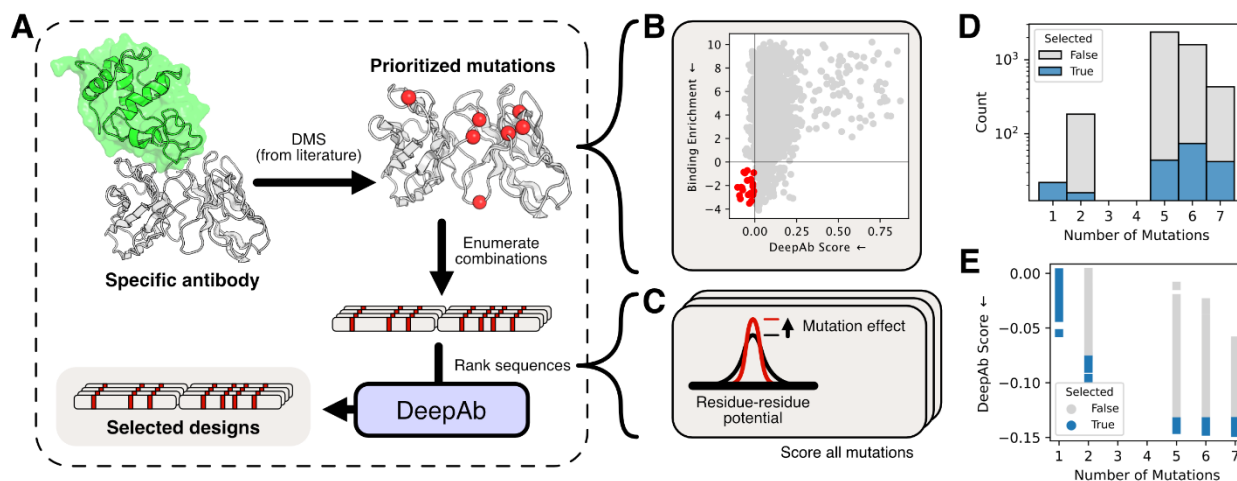 A
Prioritized mutations
DMS
(from literature)
Specific antibody
Enumerate
combinations
Rank sequences
DeepAb
Selected designs
B
Binding Enrichment ←
10
8
6
4
2
0
−2
−4
0.00 0.25 0.50 0.75
DeepAb Score ←
C
Mutation effect
Residue-residue
potential
Score all mutations
D
Selected
False
True
Count
10³
10²
1 2 3 4 5 6 7
Number of Mutations
E
DeepAb Score ←
0.00
−0.05
−0.10
−0.15
Selected
False
True
1 2 3 4 5 6 7
Number of Mutations